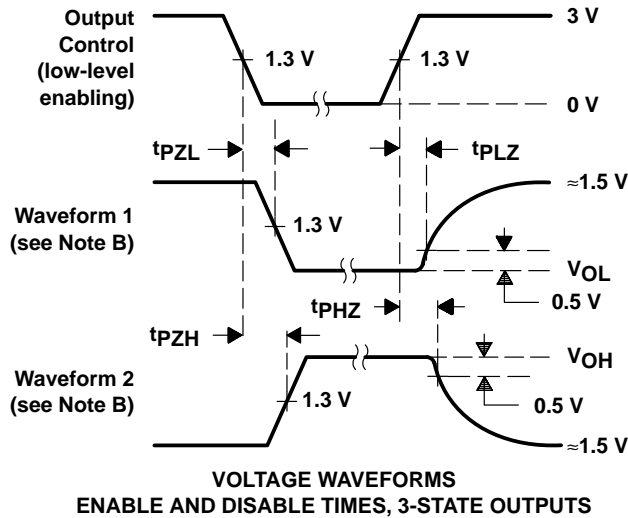 Output
Control
(low-level
enabling)
3 V
1.3 V
1.3 V
0 V
tPZL
tPLZ
≈1.5 V
Waveform 1
(see Note B)
1.3 V
VOL
0.5 V
tPHZ
tPZH
VOH
Waveform 2
(see Note B)
1.3 V
0.5 V
≈1.5 V
VOLTAGE WAVEFORMS
ENABLE AND DISABLE TIMES, 3-STATE OUTPUTS